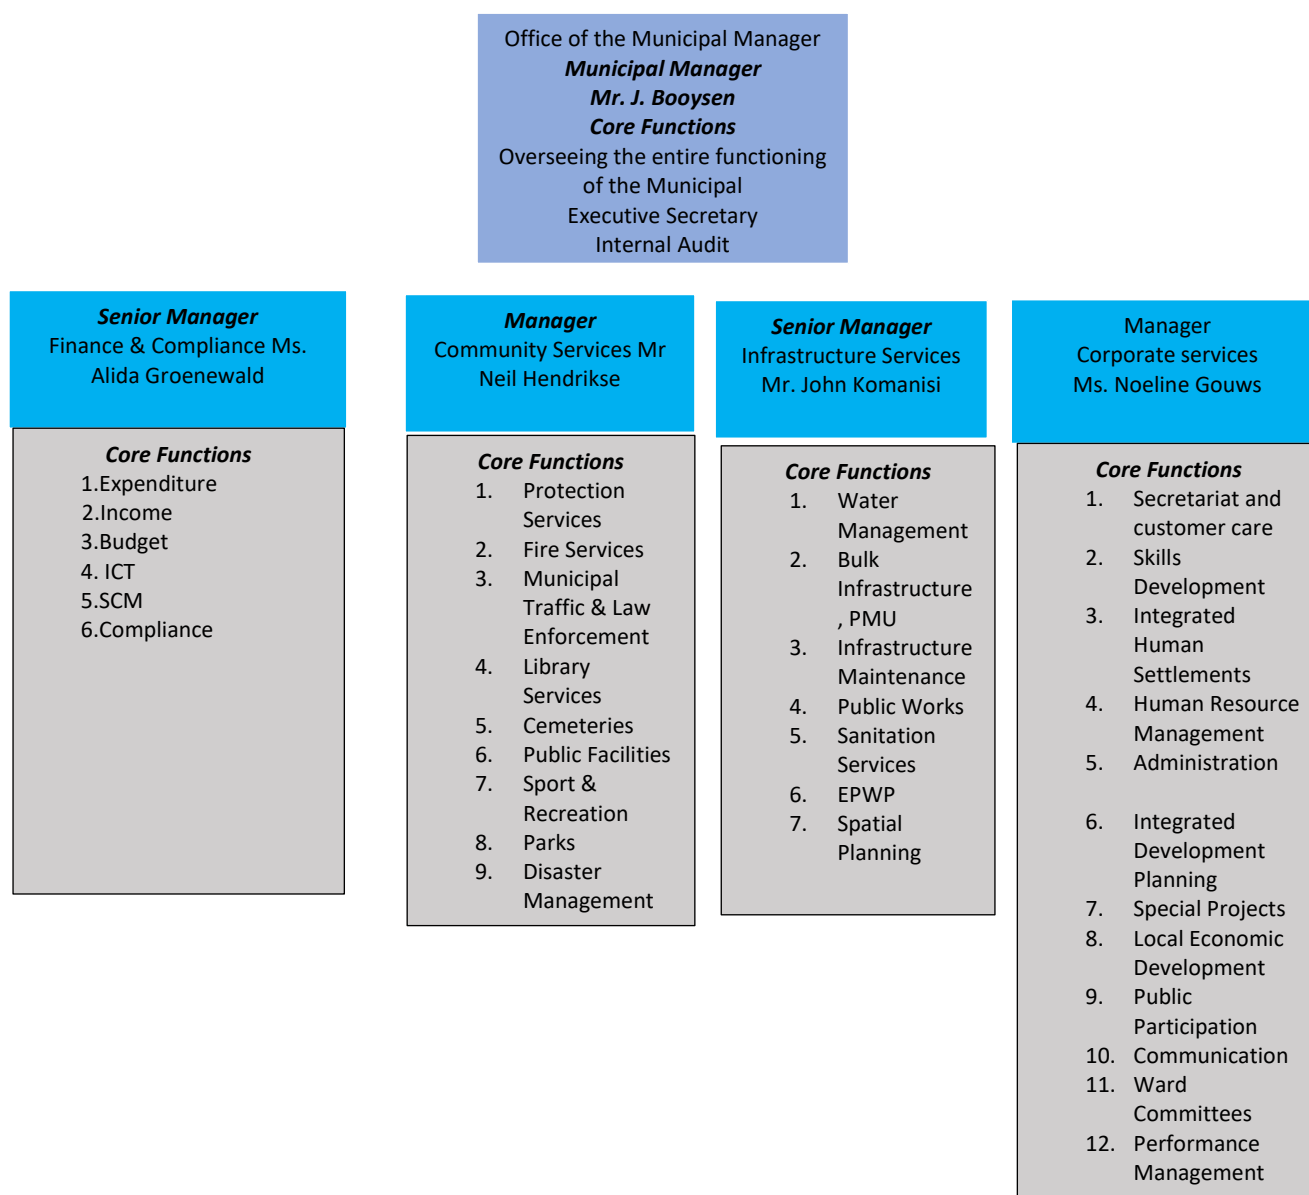 Office of the Municipal Manager
Municipal Manager
Mr. J. Booysen
Core Functions
Overseeing the entire functioning
of the Municipal
Executive Secretary
Internal Audit
Senior Manager
Finance & Compliance Ms.
Alida Groenewald
Core Functions
1.Expenditure
2.Income
3.Budget
4. ICT
5.SCM
6.Compliance
Manager
Community Services Mr
Neil Hendrikse
Core Functions
1. Protection
Services
2. Fire Services
3. Municipal
Traffic & Law
Enforcement
4. Library
Services
5. Cemeteries
6. Public Facilities
7. Sport &
Recreation
8. Parks
9. Disaster
Management
Senior Manager
Infrastructure Services
Mr. John Komanisi
Core Functions
1. Water
Management
2. Bulk
Infrastructure
, PMU
3. Infrastructure
Maintenance
4. Public Works
5. Sanitation
Services
6. EPWP
7. Spatial
Planning
Manager
Corporate services
Ms. Noeline Gouws
Core Functions
1. Secretariat and
customer care
2. Skills
Development
3. Integrated
Human
Settlements
4. Human Resource
Management
5. Administration
6. Integrated
Development
Planning
7. Special Projects
8. Local Economic
Development
9. Public
Participation
10. Communication
11. Ward
Committees
12. Performance
Management